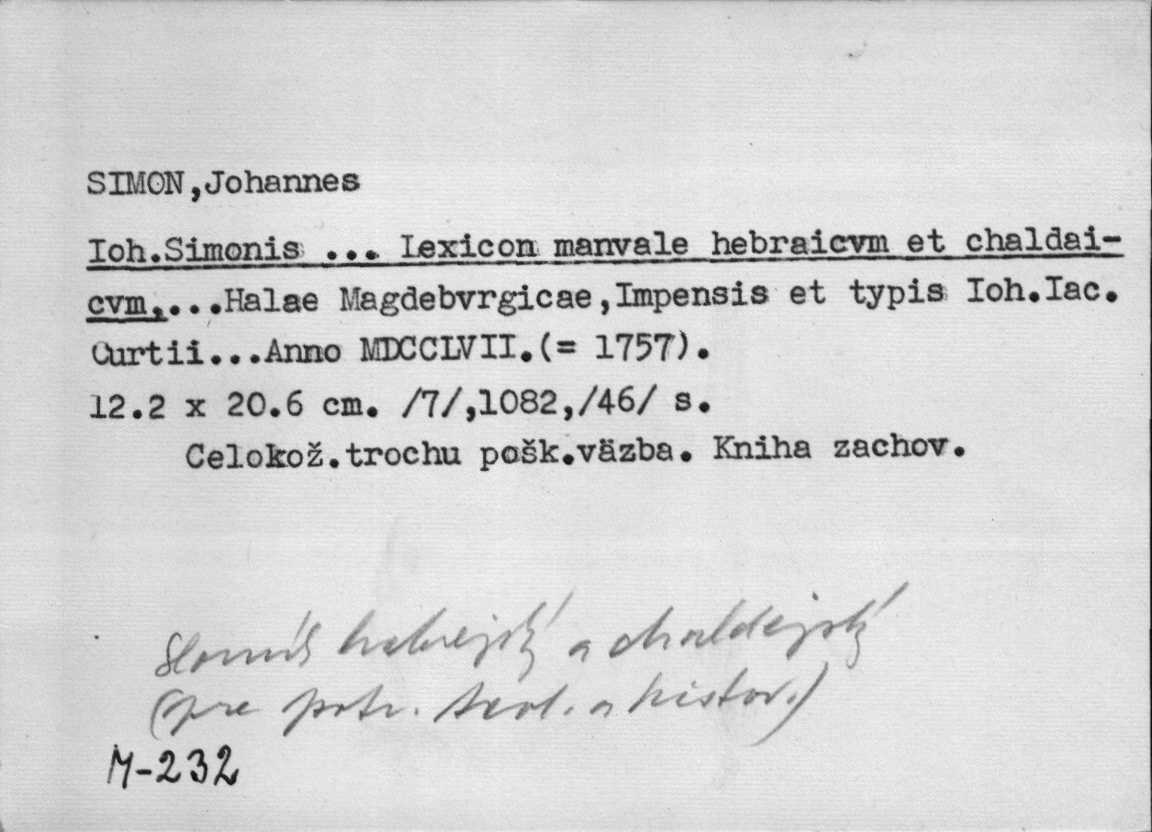 SIMON,Johannes
Ioh.Simonis ... Lexicon manvale hebraicvm et chaldai-
cvm,...Halae Magdebvrgicae,Impensis et typis Ioh.Iac.
Curtii...Anno MDCCLVII.(= 1757).
12.2 x 20.6 cm. /7/,1082,/46/ s.
Celokož.trochu pošk.väzba. Kniha zachov.
Slovník hebrejský a chaldejský
(pre potr. teol. a histor.)
M-232